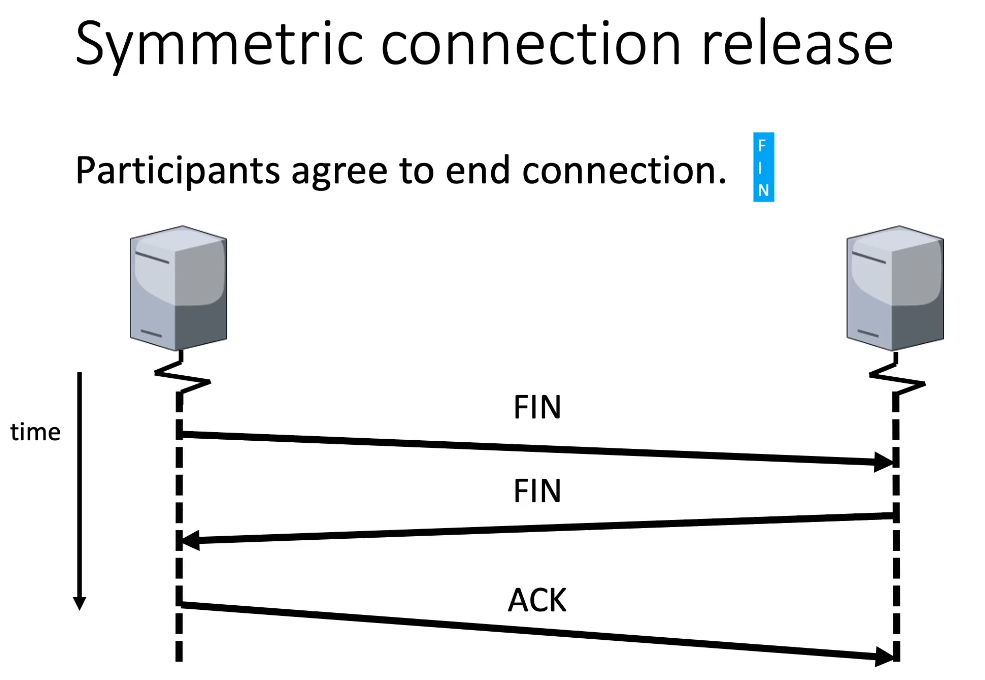 Symmetric connection release
Participants agree to end connection.
F
I
N
time
FIN
FIN
ACK